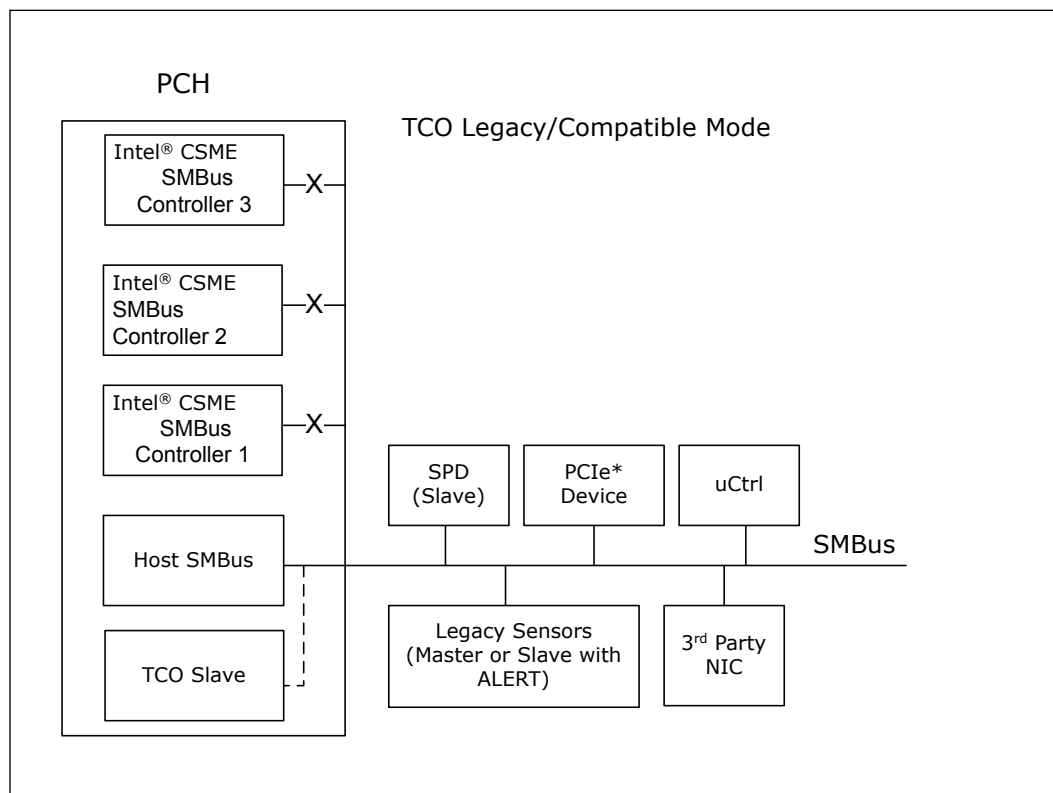 PCH
TCO Legacy/Compatible Mode
Intel® CSME
SMBus
Controller 3
X
Intel® CSME
SMBus
Controller 2
X
Intel® CSME
SMBus
Controller 1
X
SPD
(Slave)
PCIe*
Device
uCtrl
Host SMBus
SMBus
Legacy Sensors
(Master or Slave with
ALERT)
3rd Party
NIC
TCO Slave